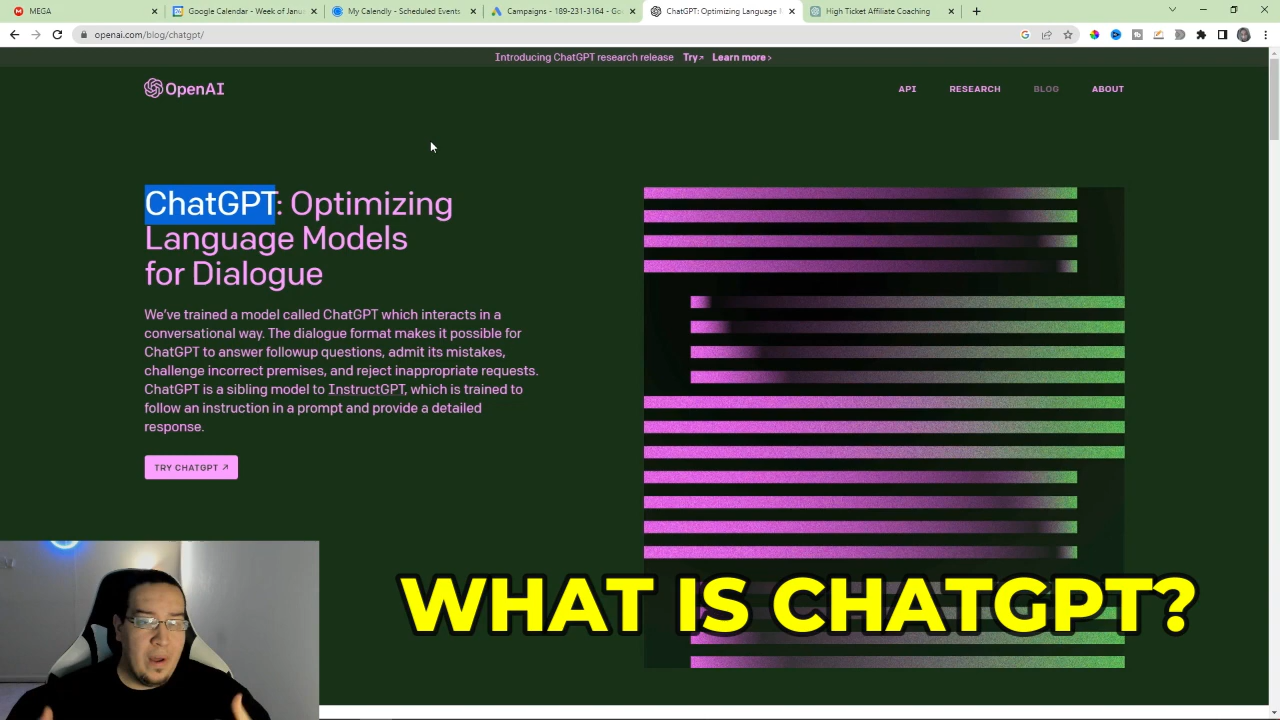 MEGA
Google Calendar - Week of Janu
My Calendly - Scheduled Events
Campaigns - 189-231-3164 - Go
ChatGPT: Optimizing Language
High Ticket Affiliate Coaching
openai.com/blog/chatgpt/
Introducing ChatGPT research release Try↗ Learn more >
OpenAI
API RESEARCH BLOG ABOUT
ChatGPT: Optimizing
Language Models
for Dialogue
We've trained a model called ChatGPT which interacts in a
conversational way. The dialogue format makes it possible for
ChatGPT to answer followup questions, admit its mistakes,
challenge incorrect premises, and reject inappropriate requests.
ChatGPT is a sibling model to InstructGPT, which is trained to
follow an instruction in a prompt and provide a detailed
response.
TRY CHATGPT ↗
WHAT IS CHATGPT?